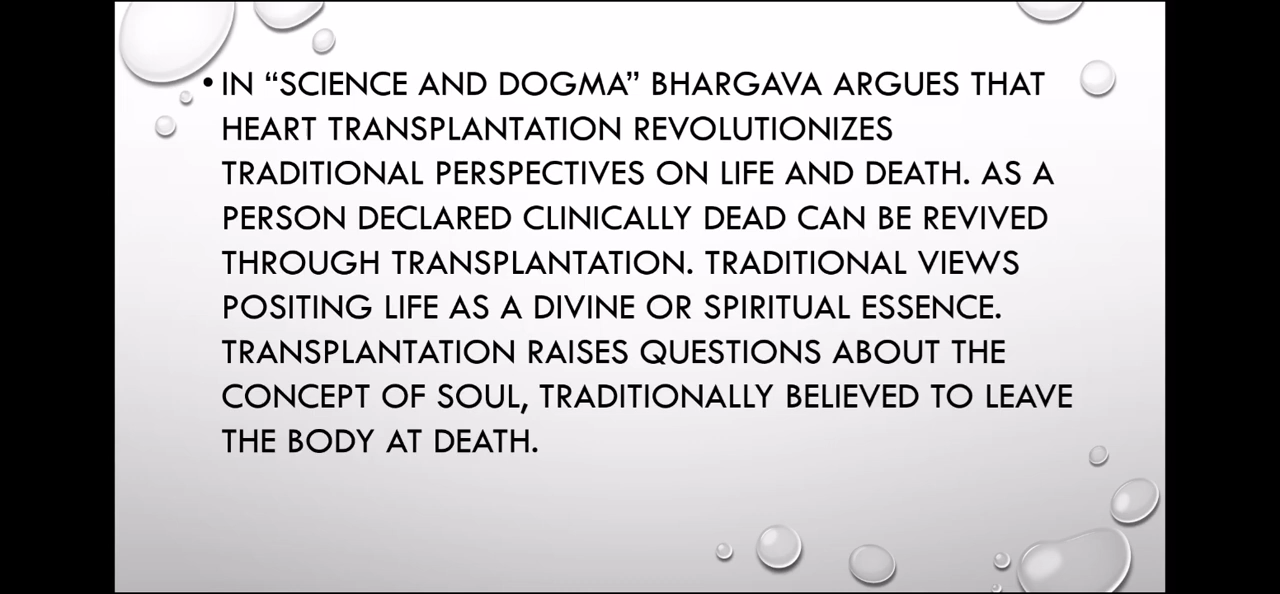 • IN “SCIENCE AND DOGMA” BHARGAVA ARGUES THAT
HEART TRANSPLANTATION REVOLUTIONIZES
TRADITIONAL PERSPECTIVES ON LIFE AND DEATH. AS A
PERSON DECLARED CLINICALLY DEAD CAN BE REVIVED
THROUGH TRANSPLANTATION. TRADITIONAL VIEWS
POSITING LIFE AS A DIVINE OR SPIRITUAL ESSENCE.
TRANSPLANTATION RAISES QUESTIONS ABOUT THE
CONCEPT OF SOUL, TRADITIONALLY BELIEVED TO LEAVE
THE BODY AT DEATH.